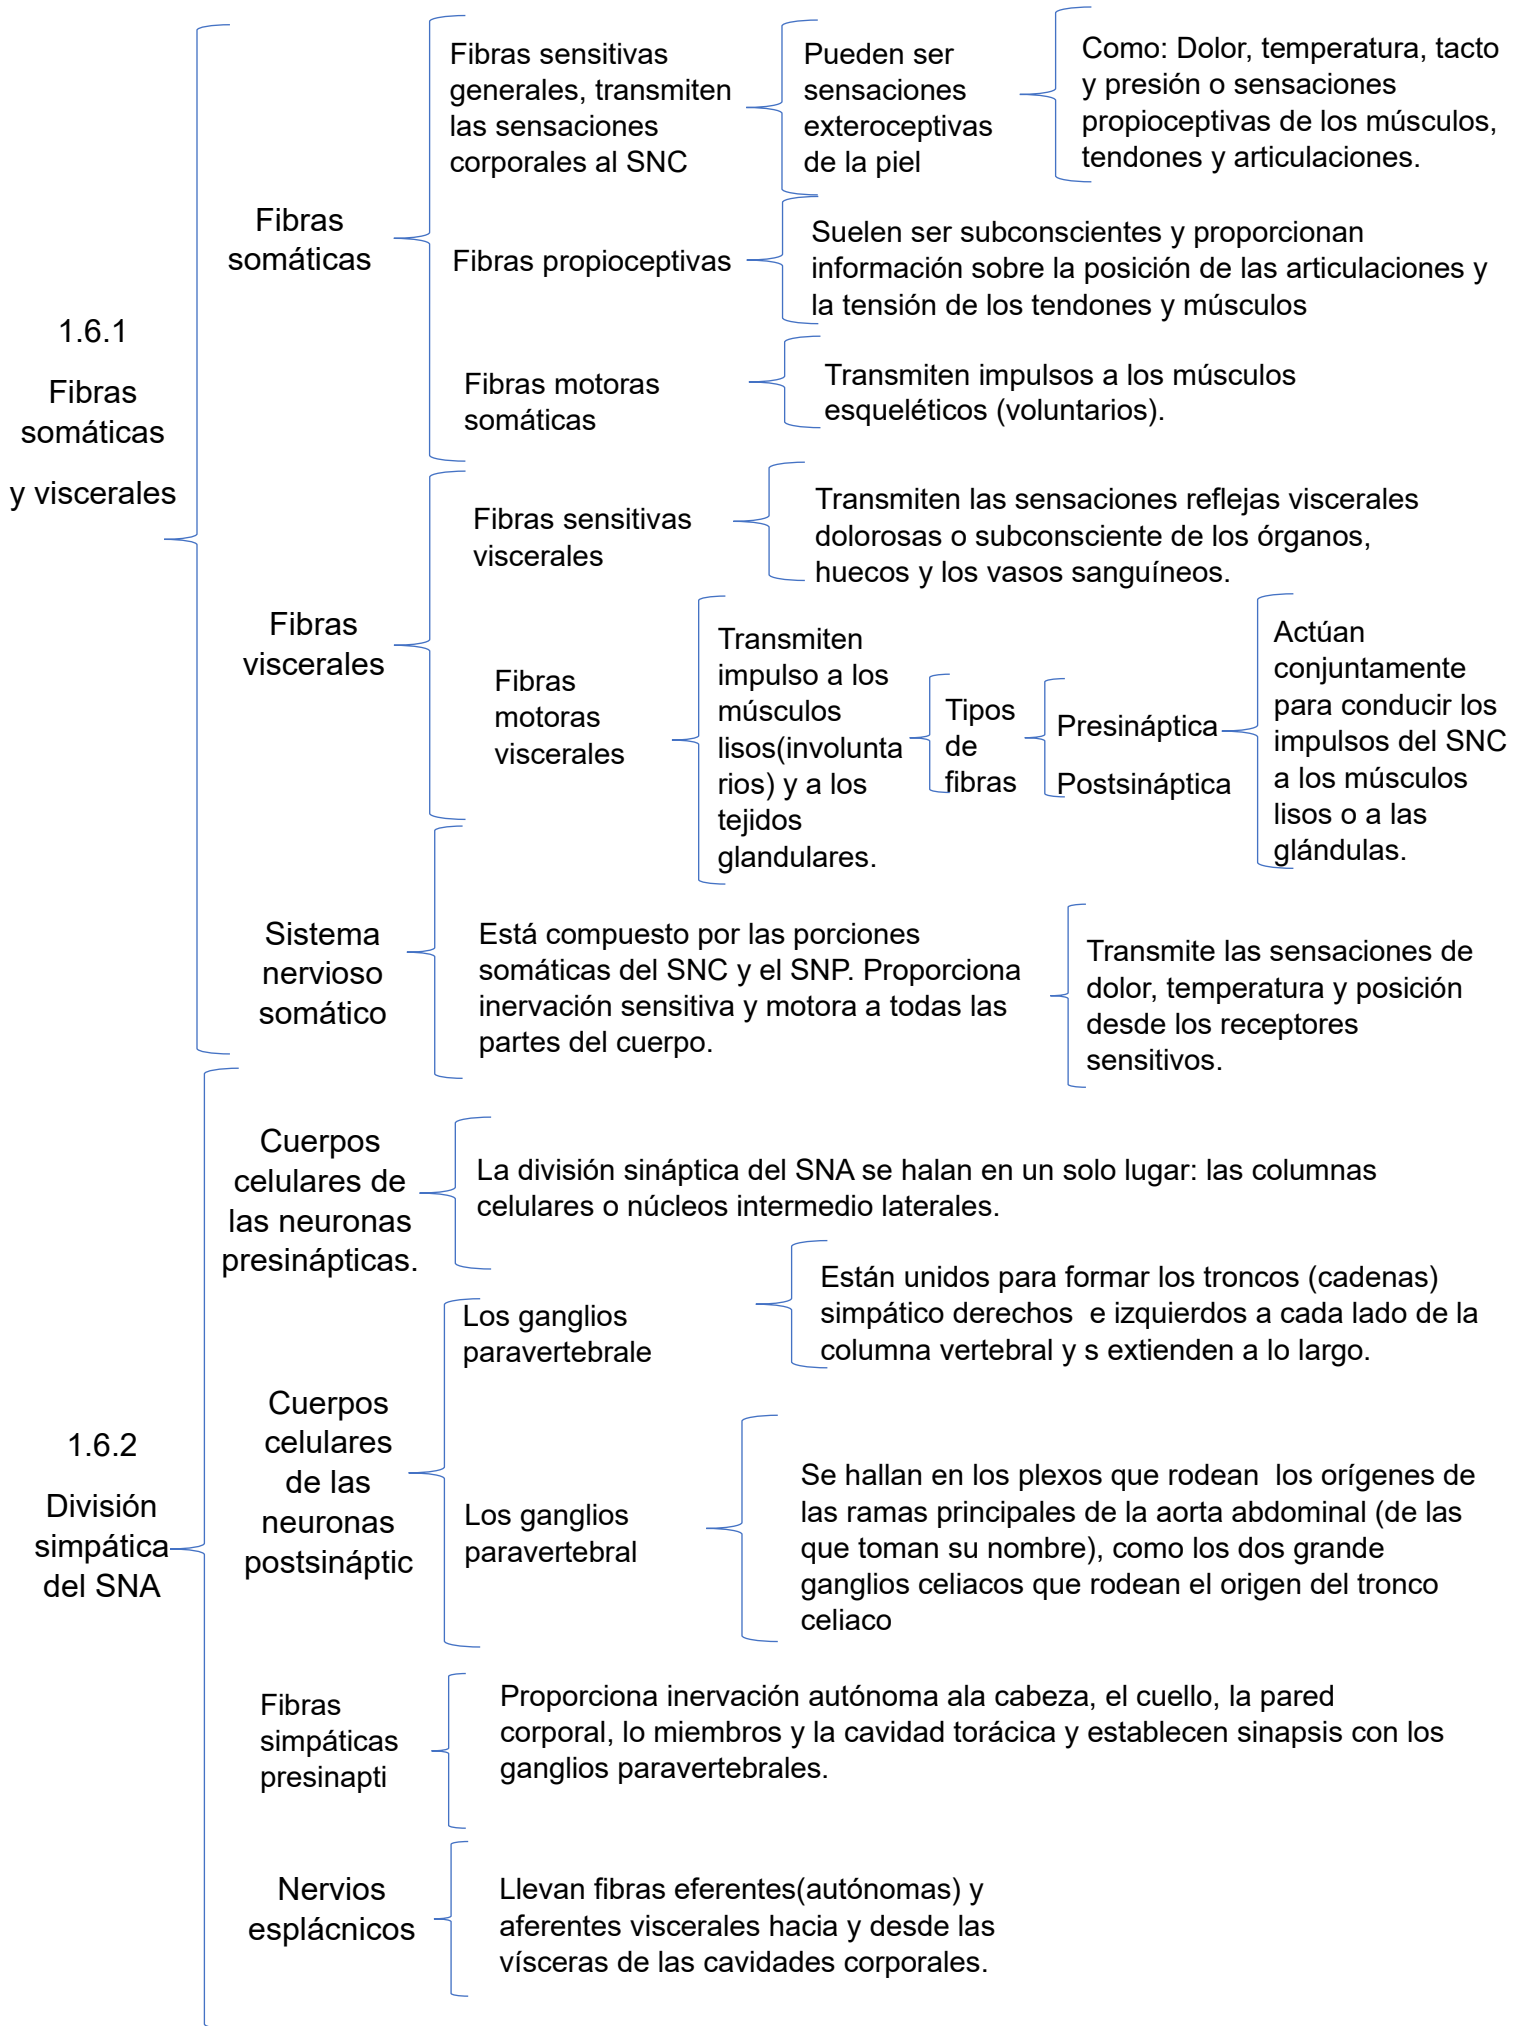 1.6.1
Fibras
somáticas
y viscerales
Fibras
somáticas
Fibras sensitivas
generales, transmiten
las sensaciones
corporales al SNC
Pueden ser
sensaciones
exteroceptivas
de la piel
Como: Dolor, temperatura, tacto
y presión o sensaciones
propioceptivas de los músculos,
tendones y articulaciones.
Fibras propioceptivas
Suelen ser subconscientes y proporcionan
información sobre la posición de las articulaciones y
la tensión de los tendones y músculos
Fibras motoras
somáticas
Transmiten impulsos a los músculos
esqueléticos (voluntarios).
Fibras
viscerales
Fibras sensitivas
viscerales
Transmiten las sensaciones reflejas viscerales
dolorosas o subconsciente de los órganos,
huecos y los vasos sanguíneos.
Fibras
motoras
viscerales
Transmiten
impulso a los
músculos
lisos(involunta
rios) y a los
tejidos
glandulares.
Tipos
de
fibras
Presináptica
Postsináptica
Actúan
conjuntamente
para conducir los
impulsos del SNC
a los músculos
lisos o a las
glándulas.
Sistema
nervioso
somático
Está compuesto por las porciones
somáticas del SNC y el SNP. Proporciona
inervación sensitiva y motora a todas las
partes del cuerpo.
Transmite las sensaciones de
dolor, temperatura y posición
desde los receptores
sensitivos.
1.6.2
División
simpática
del SNA
Cuerpos
celulares de
las neuronas
presinápticas.
La división sináptica del SNA se halan en un solo lugar: las columnas
celulares o núcleos intermedio laterales.
Cuerpos
celulares
de las
neuronas
postsináptic
Los ganglios
paravertebrale
Están unidos para formar los troncos (cadenas)
simpático derechos  e izquierdos a cada lado de la
columna vertebral y s extienden a lo largo.
Los ganglios
paravertebral
Se hallan en los plexos que rodean  los orígenes de
las ramas principales de la aorta abdominal (de las
que toman su nombre), como los dos grande
ganglios celiacos que rodean el origen del tronco
celiaco
Fibras
simpáticas
presinapti
Proporciona inervación autónoma ala cabeza, el cuello, la pared
corporal, lo miembros y la cavidad torácica y establecen sinapsis con los
ganglios paravertebrales.
Nervios
esplácnicos
Llevan fibras eferentes(autónomas) y
aferentes viscerales hacia y desde las
vísceras de las cavidades corporales.